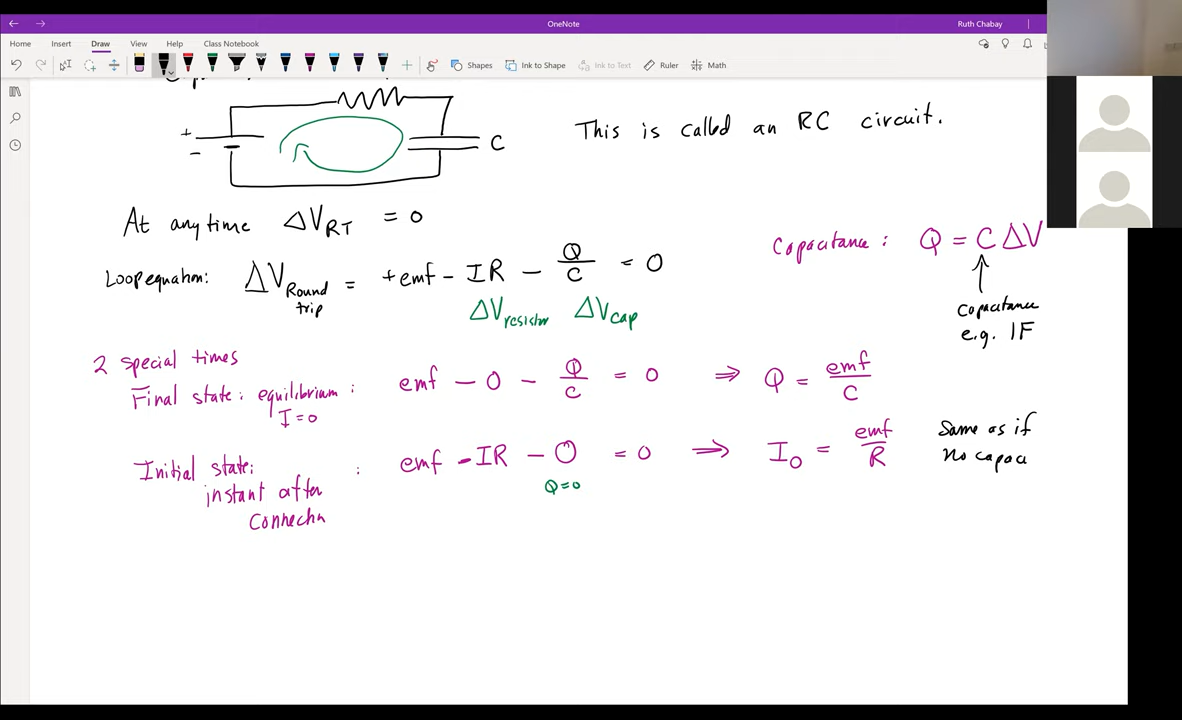 OneNote
Ruth Chabay
Home Insert Draw View Help Class Notebook
Shapes Ink to Shape Ink to Text Ruler Math
+
-
C
This is called an RC circuit.
At any time ΔV_RT = 0
Loop equation: ΔV_Round trip = +emf - IR - Q/C = 0
ΔV_resistor ΔV_cap
Capacitance: Q = C ΔV
capacitance
e.g. 1F
2 special times
Final state: equilibrium: emf - 0 - Q/C = 0 ⇒ Q = emf/C
I=0
Initial state: : emf - IR - 0 = 0 ⇒ I_0 = emf/R
Q=0
instant after
connectn
Same as if
no capac